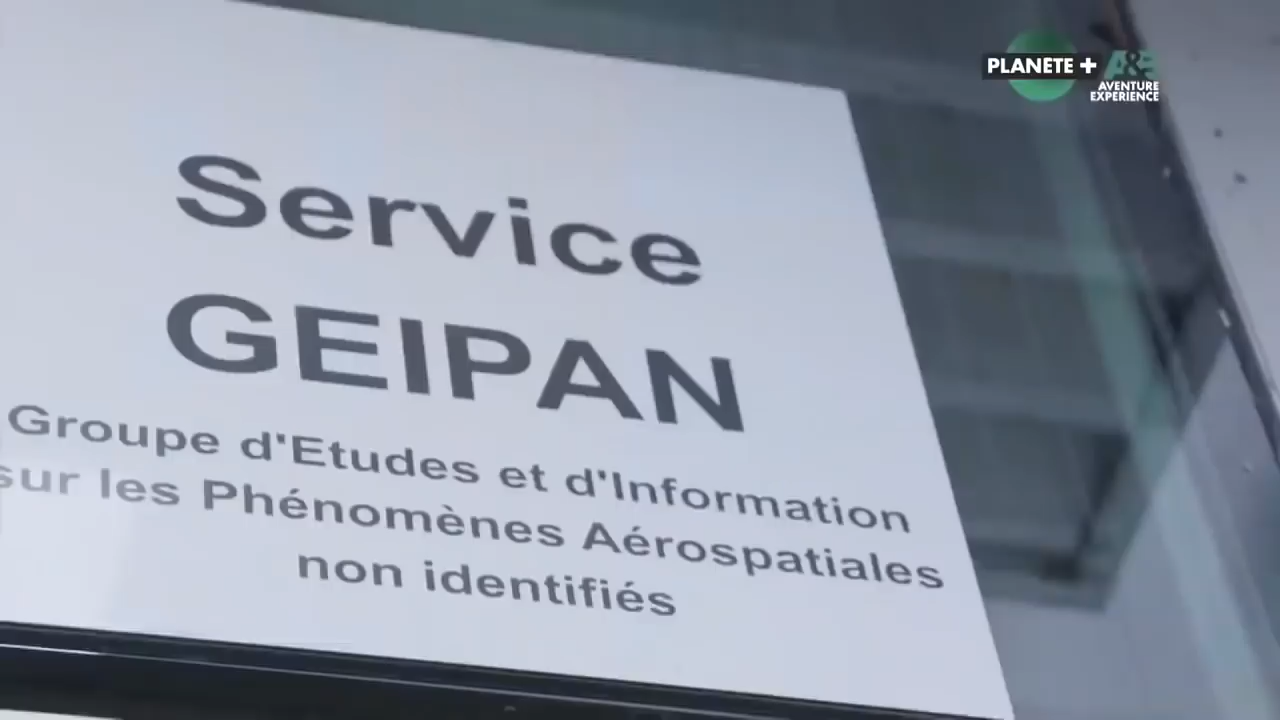 PLANETE +
A&E
AVENTURE
EXPERIENCE
Service
GEIPAN
Groupe d'Etudes et d'Information
sur les Phénomènes Aérospatiales
non identifiés